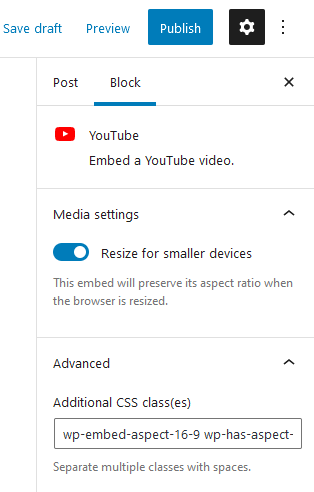 Save draft Preview Publish
Post Block
YouTube
Embed a YouTube video.
Media settings
Resize for smaller devices
This embed will preserve its aspect ratio when
the browser is resized.
Advanced
Additional CSS class(es)
wp-embed-aspect-16-9 wp-has-aspect-
Separate multiple classes with spaces.